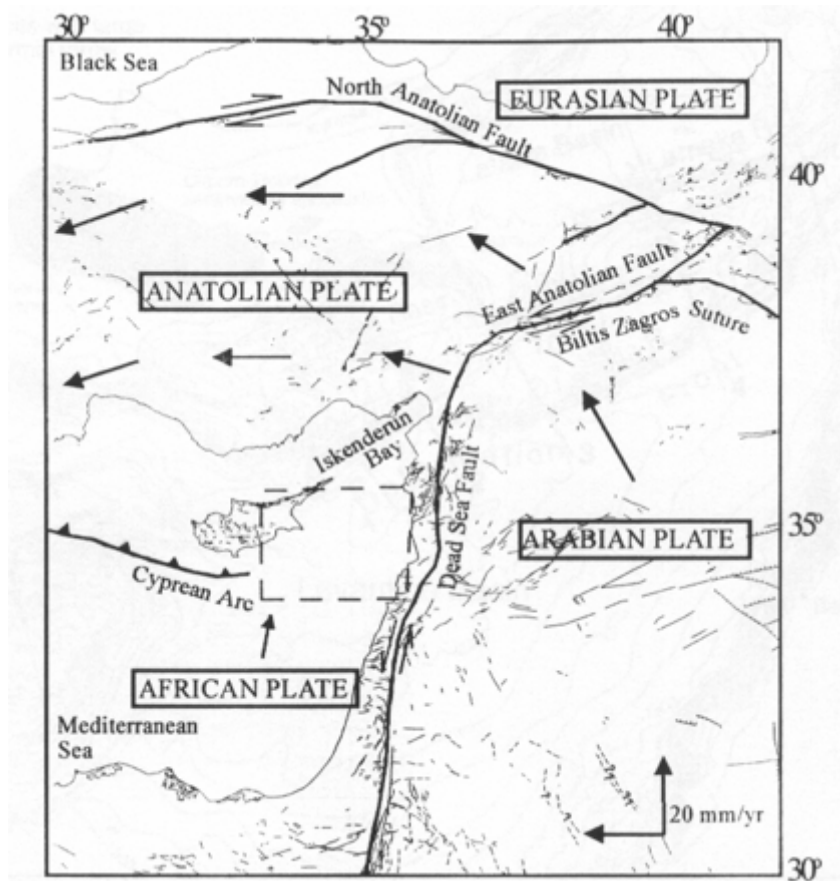 30°
35°
40°
Black Sea
North Anatolian Fault
EURASIAN PLATE
40°
ANATOLIAN PLATE
East Anatolian Fault
Biltis Zagros Suture
Iskenderun
Bay
Dead Sea Fault
35°
ARABIAN PLATE
Cyprean Arc
AFRICAN PLATE
Mediterranean
Sea
20 mm/yr
30°